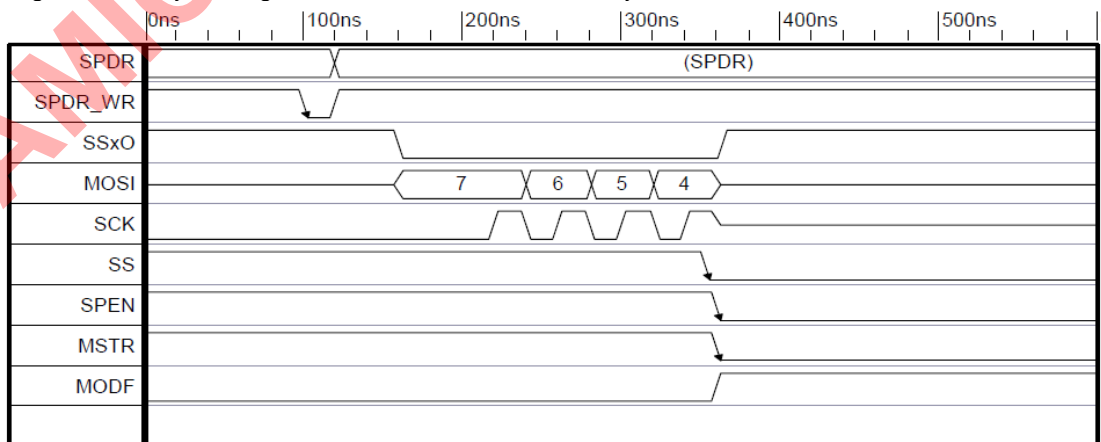 0ns 100ns 200ns 300ns 400ns 500ns
SPDR (SPDR)
SPDR_WR
SSxO
MOSI 7 6 5 4
SCK
SS
SPEN
MSTR
MODF